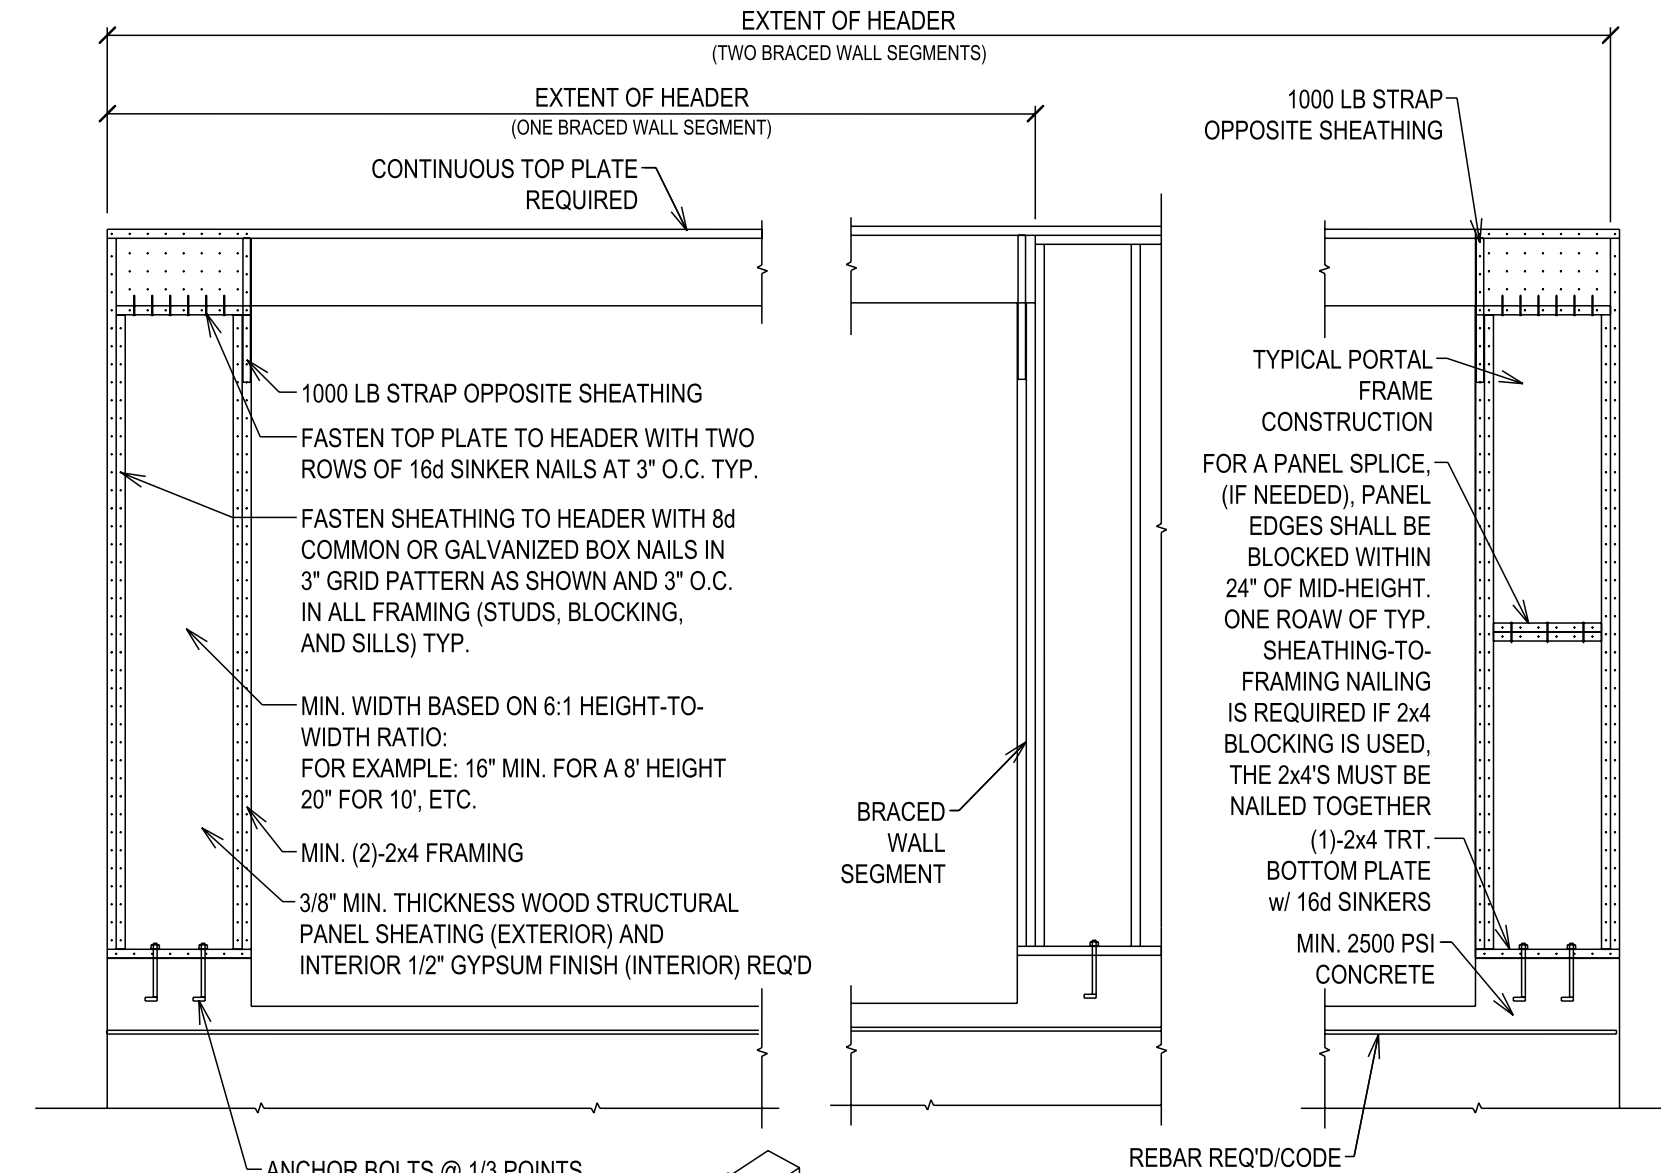 EXTENT OF HEADER
(TWO BRACED WALL SEGMENTS)
EXTENT OF HEADER
(ONE BRACED WALL SEGMENT)
1000 LB STRAP
OPPOSITE SHEATHING
CONTINUOUS TOP PLATE
REQUIRED
1000 LB STRAP OPPOSITE SHEATHING
FASTEN TOP PLATE TO HEADER WITH TWO
ROWS OF 16d SINKER NAILS AT 3" O.C. TYP.
FASTEN SHEATHING TO HEADER WITH 8d
COMMON OR GALVANIZED BOX NAILS IN
3" GRID PATTERN AS SHOWN AND 3" O.C.
IN ALL FRAMING (STUDS, BLOCKING,
AND SILLS) TYP.
MIN. WIDTH BASED ON 6:1 HEIGHT-TO-
WIDTH RATIO:
FOR EXAMPLE: 16" MIN. FOR A 8' HEIGHT
20" FOR 10', ETC.
MIN. (2)-2x4 FRAMING
3/8" MIN. THICKNESS WOOD STRUCTURAL
PANEL SHEATING (EXTERIOR) AND
INTERIOR 1/2" GYPSUM FINISH (INTERIOR) REQ'D
ANCHOR BOLTS @ 1/3 POINTS
BRACED
WALL
SEGMENT
TYPICAL PORTAL
FRAME
CONSTRUCTION
FOR A PANEL SPLICE,
(IF NEEDED), PANEL
EDGES SHALL BE
BLOCKED WITHIN
24" OF MID-HEIGHT.
ONE ROAW OF TYP.
SHEATHING-TO-
FRAMING NAILING
IS REQUIRED IF 2x4
BLOCKING IS USED,
THE 2x4'S MUST BE
NAILED TOGETHER
(1)-2x4 TRT.
BOTTOM PLATE
w/ 16d SINKERS
MIN. 2500 PSI
CONCRETE
REBAR REQ'D/CODE